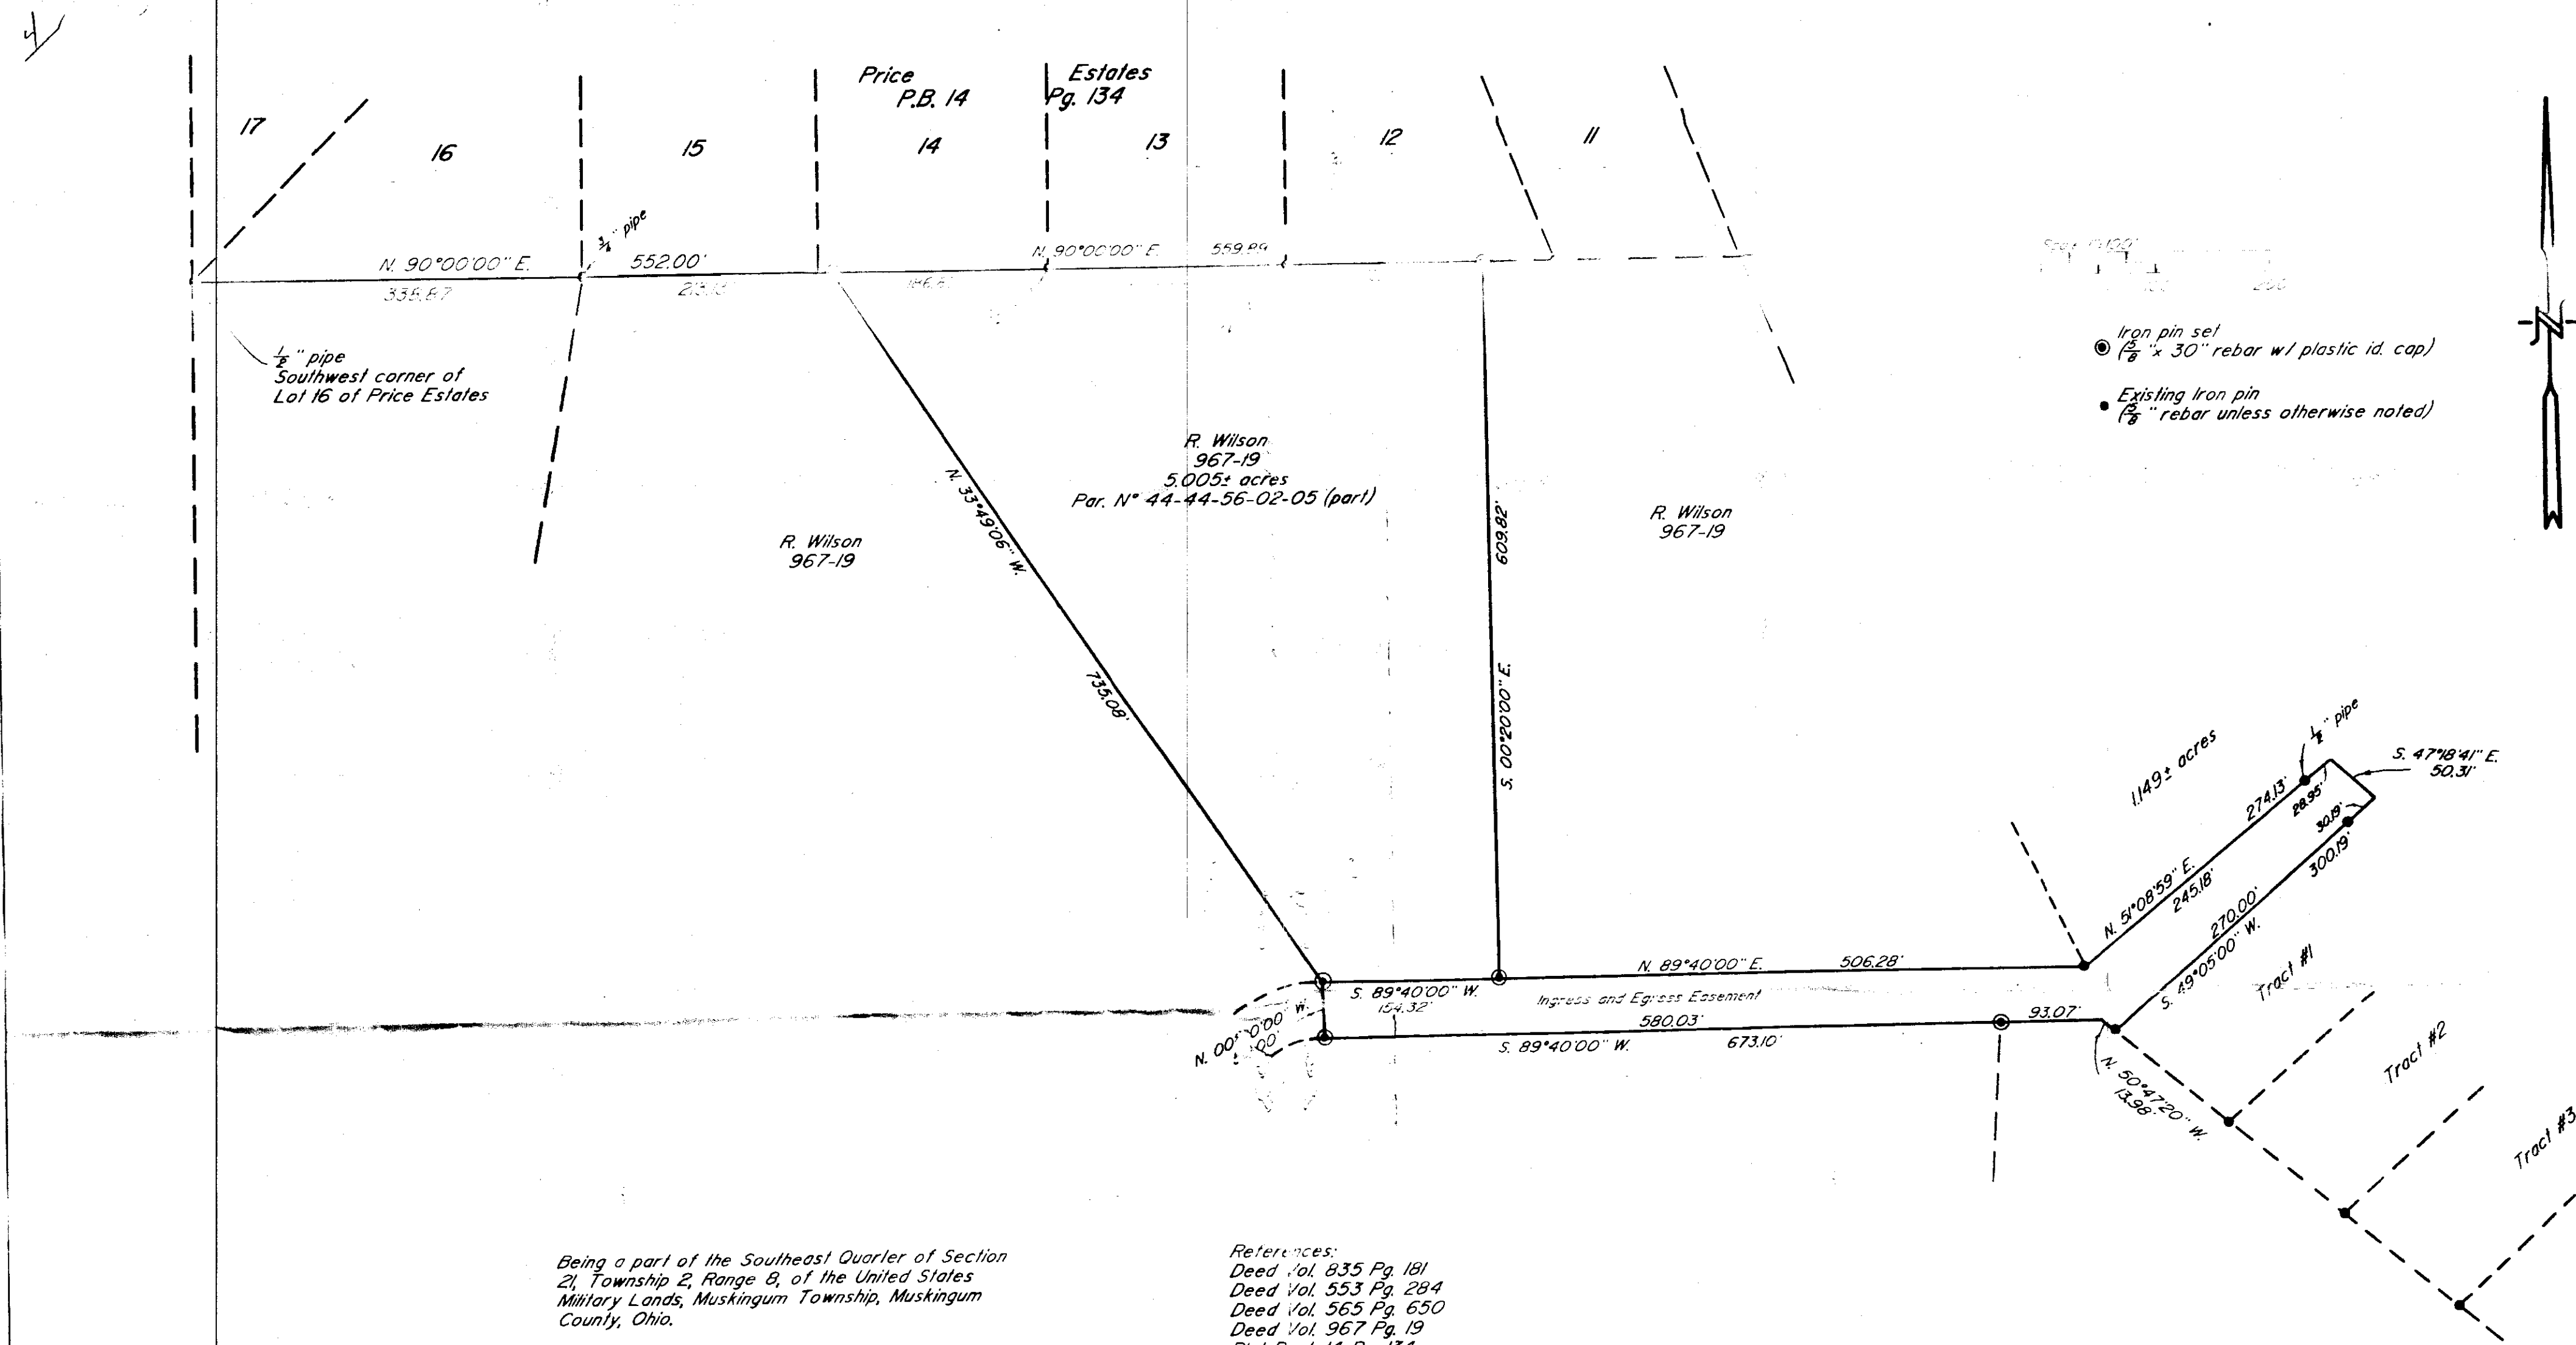 4
Price Estates
P.B. 14 Pg. 134
17
16
15
14
13
12
11
3/4" pipe
N. 90°00'00" E. 552.00'
338.87'
213.13'
N. 90°00'00" E. 559.89
1/2" pipe
Southwest corner of
Lot 16 of Price Estates
Iron pin set
(5/8" x 30" rebar w/ plastic id. cap)
Existing Iron pin
(5/8" rebar unless otherwise noted)
N
R. Wilson
967-19
5.005± acres
Par. N° 44-44-56-02-05 (part)
R. Wilson
967-19
R. Wilson
967-19
N. 33°49'06" W.
735.08'
609.82'
S. 00°20'00" E.
1.149± acres
1/2" pipe
S. 47°18'41" E.
50.31'
274.13'
28.95'
30.19'
300.19'
N. 51°08'59" E.
245.18'
270.00'
S. 49°05'00" W.
N. 89°40'00" E. 506.28'
S. 89°40'00" W.
154.32'
Ingress and Egress Easement
580.03'
93.07'
S. 89°40'00" W. 673.10'
N. 50°47'20" W.
13.98'
Tract #1
Tract #2
Tract #3
Being a part of the Southeast Quarter of Section
21, Township 2, Range 8, of the United States
Military Lands, Muskingum Township, Muskingum
County, Ohio.
References:
Deed Vol. 835 Pg. 181
Deed Vol. 553 Pg. 284
Deed Vol. 565 Pg. 650
Deed Vol. 967 Pg. 19